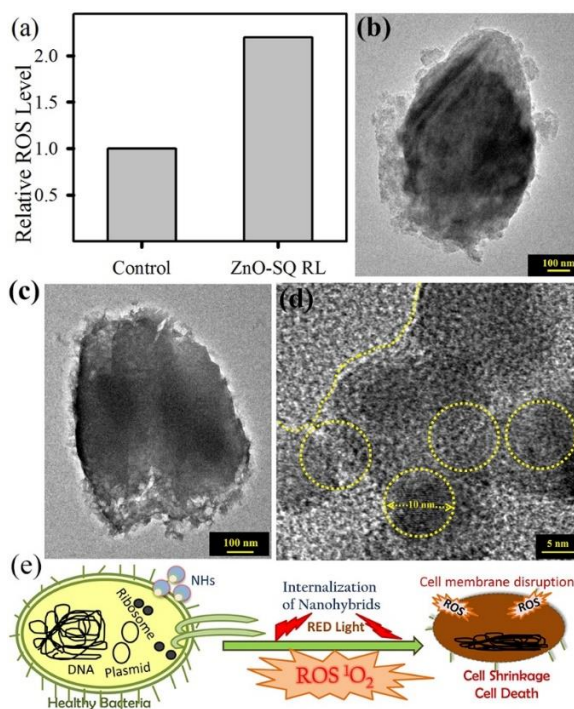 (a)
Relative ROS Level
2.0
1.5
1.0
0.5
Control
ZnO-SQ RL
(b)
100 nm
(c)
100 nm
(d)
10 nm
5 nm
(e)
NHs
Ribosome
DNA
Plasmid
Healthy Bacteria
Internalization
of Nanohybrids
RED Light
ROS ¹O₂
Cell membrane disruption
ROS
ROS
Cell Shrinkage
Cell Death